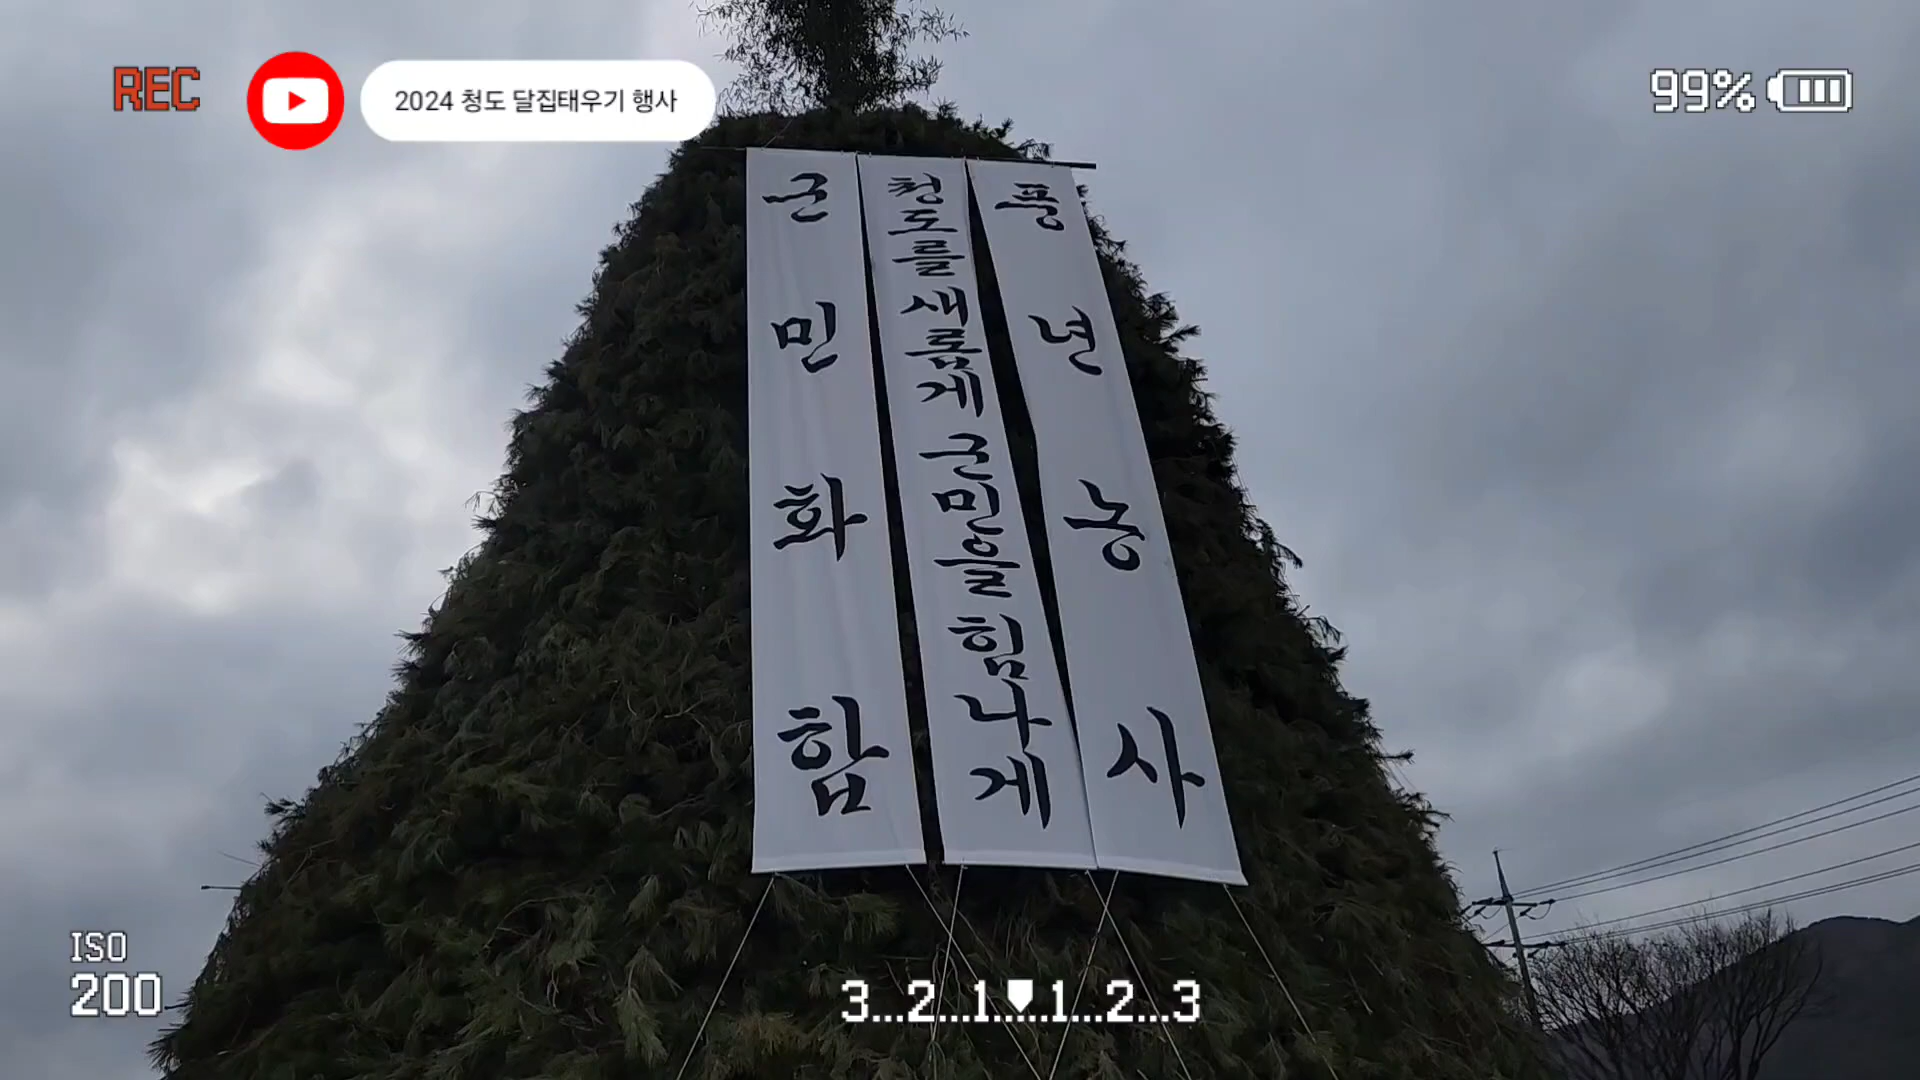 REC
2024 청도 달집태우기 행사
99%
군민화합
청도를 새롭게 군민을 힘나게
풍년농사
ISO
200
3...2...1...1...2...3